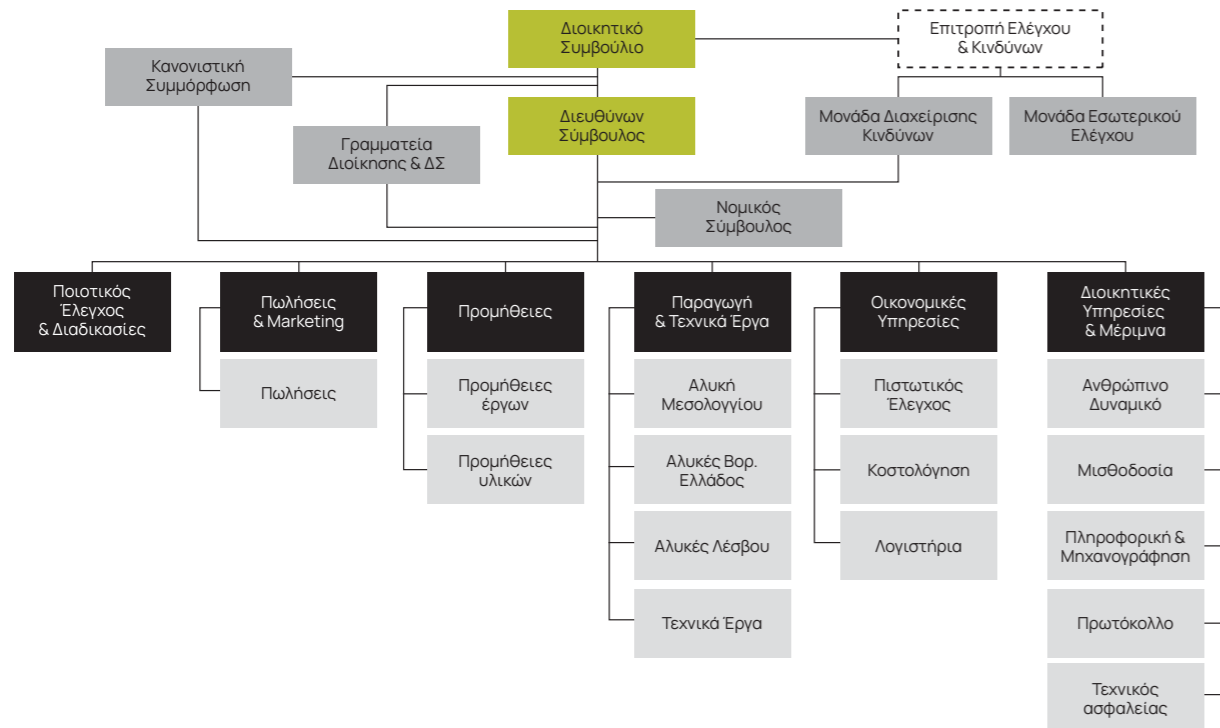 Διοικητικό
Συμβούλιο
Επιτροπή Ελέγχου
& Κινδύνων
Κανονιστική
Συμμόρφωση
Διευθύνων
Σύμβουλος
Μονάδα Διαχείρισης
Κινδύνων
Μονάδα Εσωτερικού
Ελέγχου
Γραμματεία
Διοίκησης & ΔΣ
Νομικός
Σύμβουλος
Ποιοτικός
Έλεγχος
& Διαδικασίες
Πωλήσεις
& Marketing
Προμήθειες
Παραγωγή
& Τεχνικά Έργα
Οικονομικές
Υπηρεσίες
Διοικητικές
Υπηρεσίες
& Μέριμνα
Πωλήσεις
Προμήθειες
έργων
Αλυκή
Μεσολογγίου
Πιστωτικός
Έλεγχος
Ανθρώπινο
Δυναμικό
Προμήθειες
υλικών
Αλυκές Βορ.
Ελλάδος
Κοστολόγηση
Μισθοδοσία
Αλυκές Λέσβου
Λογιστήρια
Πληροφορική &
Μηχανογράφηση
Τεχνικά Έργα
Πρωτόκολλο
Τεχνικός
ασφαλείας